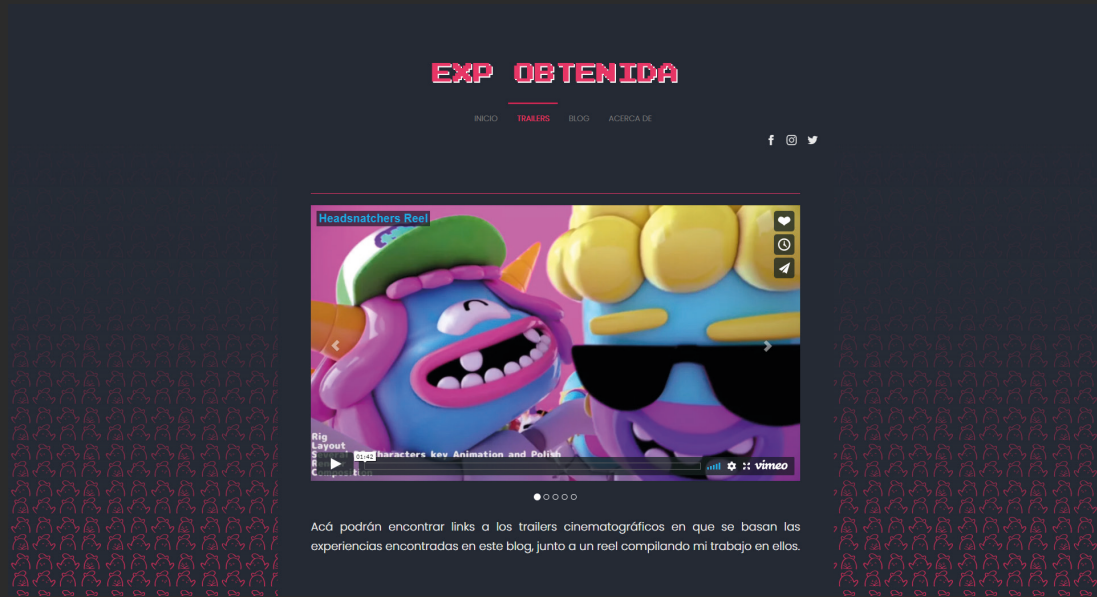 EXP OBTENIDA
INICIO TRAILERS BLOG ACERCA DE
Headsnatchers Reel
Rig
Layout
characters key Animation and Polish
01:42
vimeo
Acá podrán encontrar links a los trailers cinematográficos en que se basan las
experiencias encontradas en este blog, junto a un reel compilando mi trabajo en ellos.